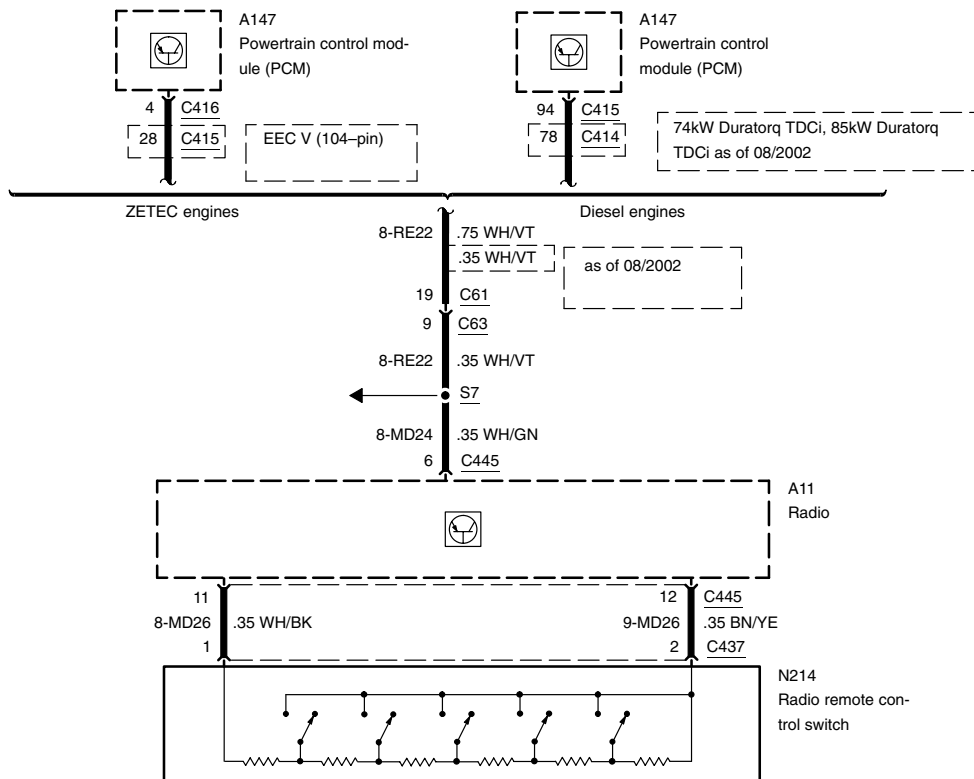 A147
Powertrain control mod-
ule (PCM)
A147
Powertrain control
module (PCM)
4 C416
28 C415
EEC V (104–pin)
94 C415
78 C414
74kW Duratorq TDCi, 85kW Duratorq
TDCi as of 08/2002
ZETEC engines
Diesel engines
8-RE22 .75 WH/VT
.35 WH/VT
as of 08/2002
19 C61
9 C63
8-RE22 .35 WH/VT
S7
8-MD24 .35 WH/GN
6 C445
A11
Radio
11
12 C445
8-MD26 .35 WH/BK
9-MD26 .35 BN/YE
1
2 C437
N214
Radio remote con-
trol switch